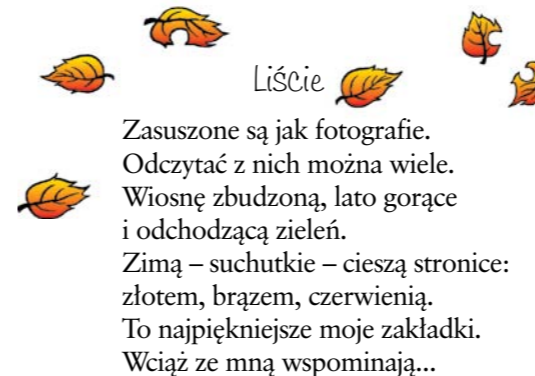 Liście
Zasuszone są jak fotografie.
Odczytać z nich można wiele.
Wiosnę zbudzoną, lato gorące
i odchodzącą zieleń.
Zimą – suchutkie – cieszą stronice:
złotem, brązem, czerwienią.
To najpiękniejsze moje zakładki.
Wciąż ze mną wspominają...